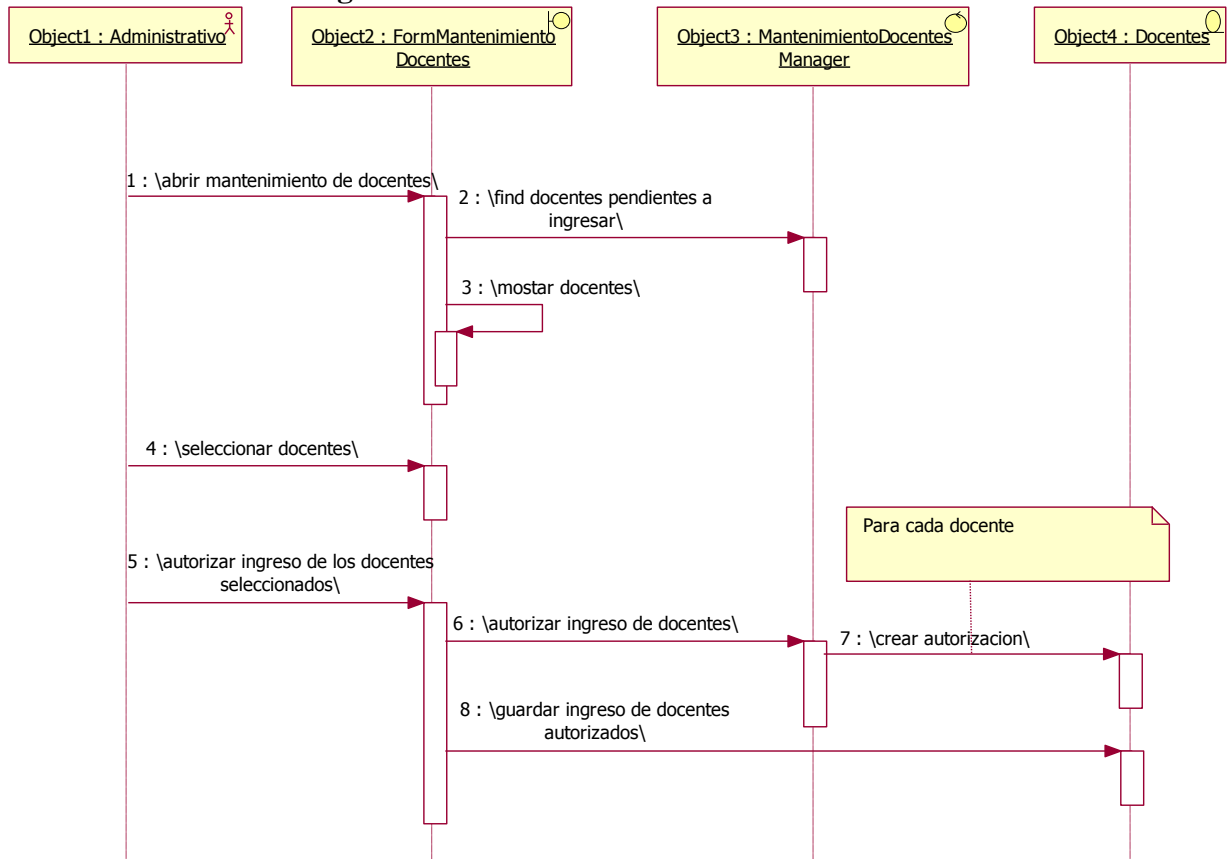 Object1 : Administrativo
Object2 : FormMantenimiento
Docentes
Object3 : MantenimientoDocentes
Manager
Object4 : Docentes
1 : \abrir mantenimiento de docentes\
2 : \find docentes pendientes a
ingresar\
3 : \mostar docentes\
4 : \seleccionar docentes\
Para cada docente
5 : \autorizar ingreso de los docentes
seleccionados\
6 : \autorizar ingreso de docentes\
7 : \crear autorizacion\
8 : \guardar ingreso de docentes
autorizados\